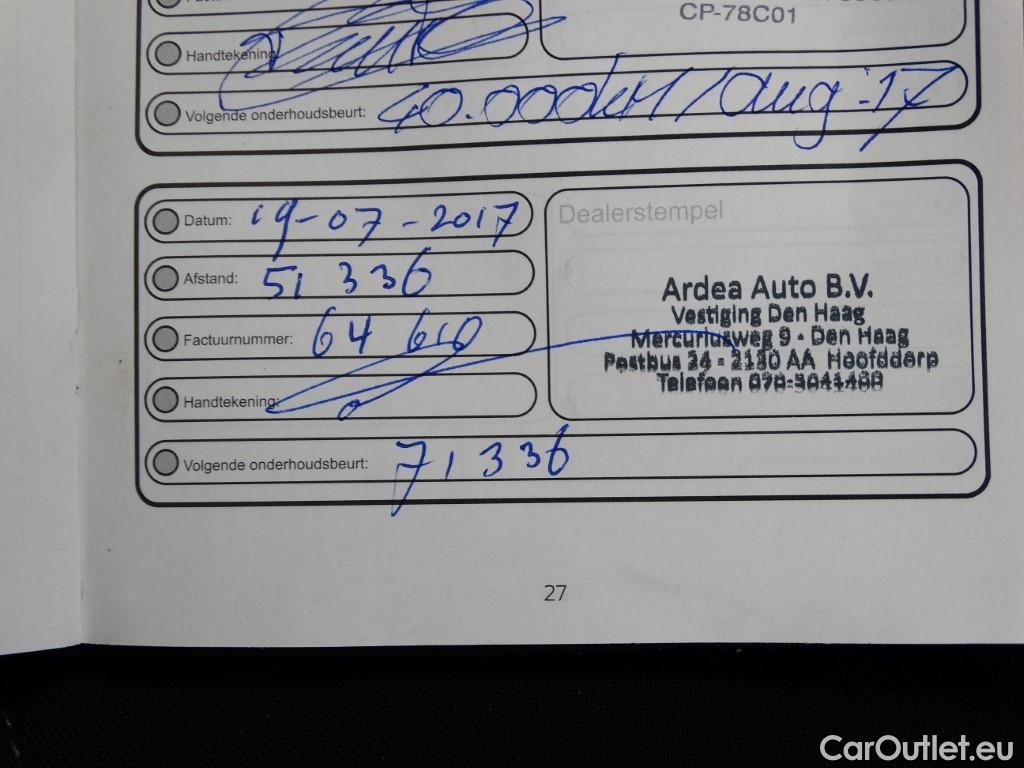 CP-78C01
Handtekening
Volgende onderhoudsbeurt: 40.000km/aug '17
Datum: 19-07-2017
Dealerstempel
Afstand: 51 336
Factuurnummer: 64 610
Handtekening:
Volgende onderhoudsbeurt: 71 336
Ardea Auto B.V.
Vestiging Den Haag
Mercuriusweg 9 - Den Haag
Postbus 24 - 2130 AA Hoofddorp
Telefoon
27
CarOutlet.eu